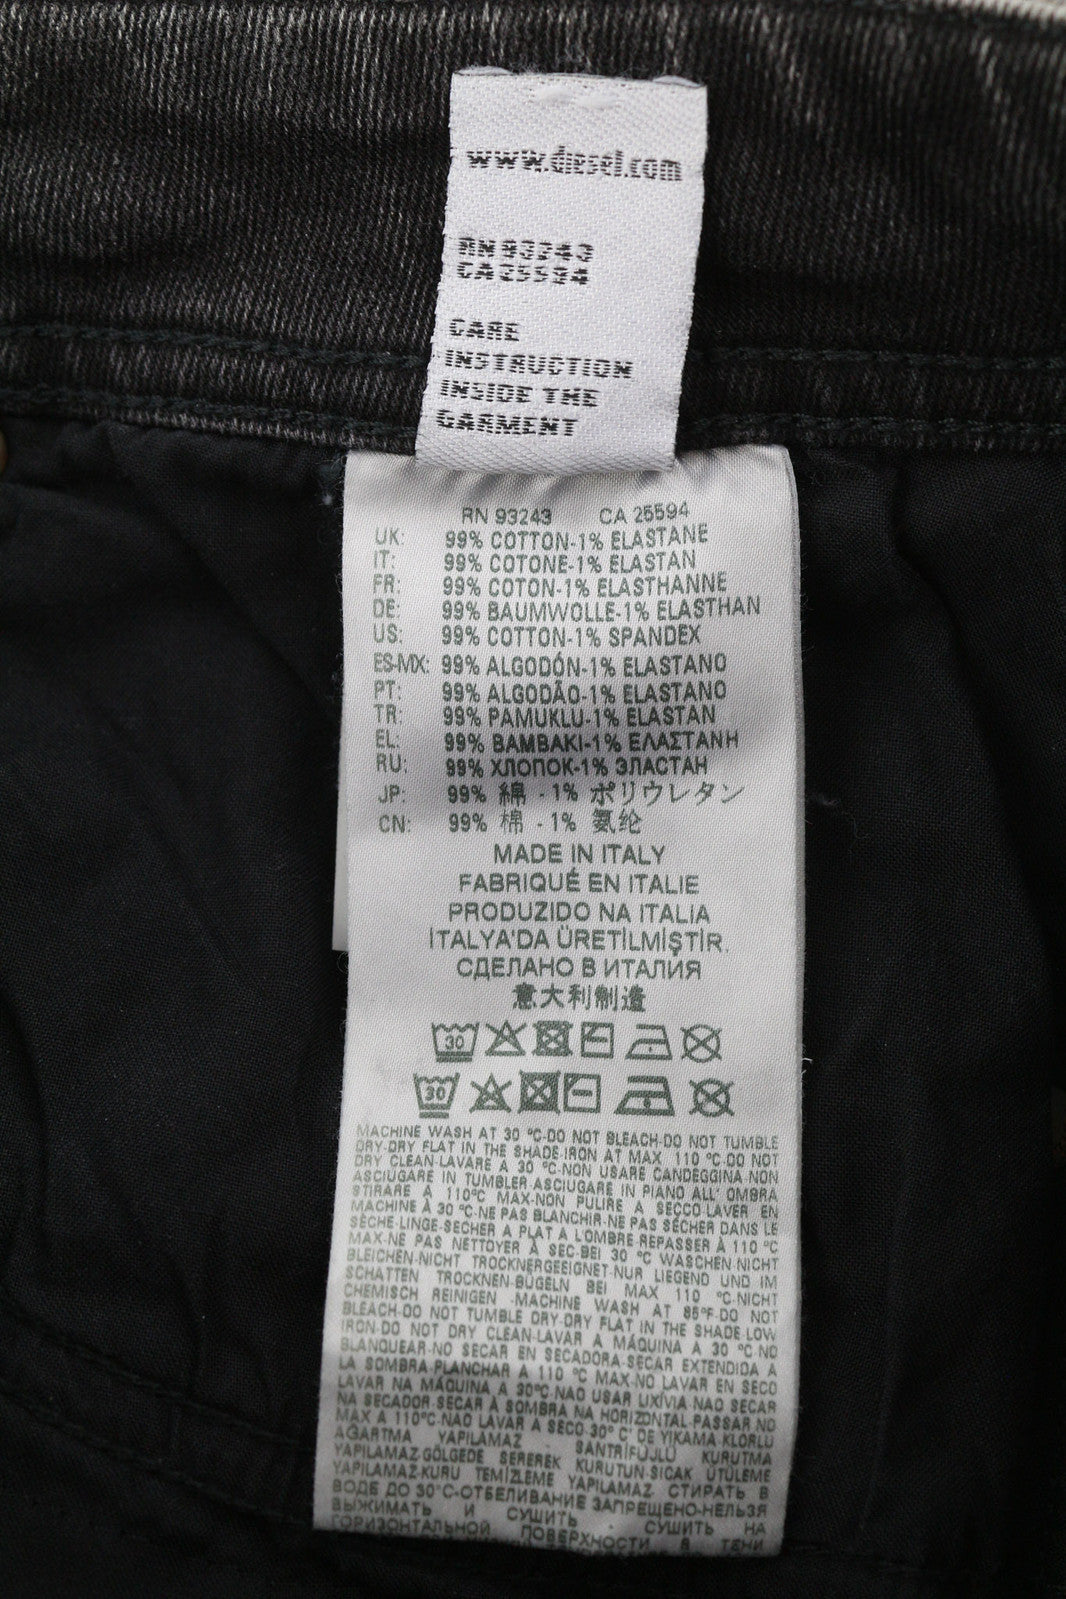 www.diesel.com
RN 93243
CA 25594
CARE
INSTRUCTION
INSIDE THE
GARMENT
RN 93243 CA 25594
UK: 99% COTTON-1% ELASTANE
IT: 99% COTONE-1% ELASTAN
FR: 99% COTON-1% ELASTHANNE
DE: 99% BAUMWOLLE-1% ELASTHAN
US: 99% COTTON-1% SPANDEX
ES-MX: 99% ALGODÓN-1% ELASTANO
PT: 99% ALGODÃO-1% ELASTANO
TR: 99% PAMUKLU-1% ELASTAN
EL: 99% ΒΑΜΒΑΚΙ-1% ΕΛΑΣΤΑΝΗ
RU: 99% ХЛОПОК-1% ЭЛАСТАН
JP: 99% 綿 - 1% ポリウレタン
CN: 99% 棉 - 1% 氨纶
MADE IN ITALY
FABRIQUÉ EN ITALIE
PRODUZIDO NA ITALIA
İTALYA'DA ÜRETİLMİŞTİR
СДЕЛАНО В ИТАЛИЯ
意大利制造
30
30
MACHINE WASH AT 30 °C-DO NOT BLEACH-DO NOT TUMBLE
DRY-DRY FLAT IN THE SHADE-IRON AT MAX 110 °C-DO NOT
DRY CLEAN-LAVARE A 30 °C-NON USARE CANDEGGINA NON
ASCIUGARE IN TUMBLER ASCIUGARE IN PIANO ALL' OMBRA
STIRARE A 110°C MAX-NON PULIRE A SECCO LAVER EN
MACHINE À 30 °C-NE PAS BLANCHIR-NE PAS SÉCHER DANS LE
SÈCHE-LINGE-SECHER A PLAT A L'OMBRE-REPASSER À 110 °C
MAX-NE PAS NETTOYER À SEC-BEI 30 °C WASCHEN NICHT
BLEICHEN-NICHT TROCKNERGEEIGNET-NUR LIEGEND UND IM
SCHATTEN TROCKNEN-BÜGELN BEI MAX 110 °C-NICHT
CHEMISCH REINIGEN -MACHINE WASH AT 85°F-DO NOT
BLEACH-DO NOT TUMBLE DRY-DRY FLAT IN THE SHADE-LOW
IRON-DO NOT DRY CLEAN-LAVAR A MÁQUINA A 30 °C NO
BLANQUEAR-NO SECAR EN SECADORA-SECAR EXTENDIDA A
LA SOMBRA-PLANCHAR A 110 °C MAX-NO LAVAR EN SECO
LAVAR NA MÁQUINA A 30°C-NAO USAR LIXÍVIA NAO SECAR
NA SECADOR-SECAR À SOMBRA NA HORIZONTAL-PASSAR NO
MAX A 110°C-NAO LAVAR A SECO-30° C' DE YIKAMA KLORLU
AĞARTMA YAPILAMAZ SANTRİFÜJLÜ KURUTMA
YAPILAMAZ-GÖLGEDE SEREREK KURUTUN-SICAK ÜTÜLEME
YAPILAMAZ-KURU TEMİZLEME YAPILAMAZ СТИРАТЬ В
ВОДЕ ДО 30°C-ОТБЕЛИВАНИЕ ЗАПРЕЩЕНО-НЕЛЬЗЯ
ВЫЖИМАТЬ И СУШИТЬ - СУШИТЬ НА
ГОРИЗОНТАЛЬНОЙ ПОВЕРХНОСТИ В ТЕНИ